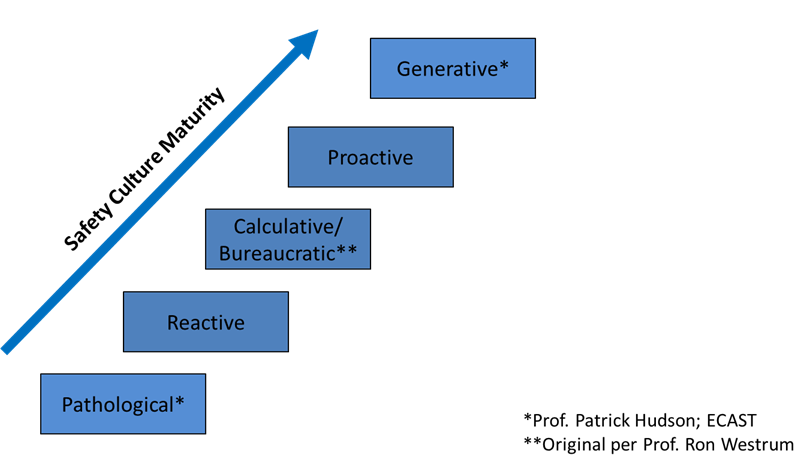 Safety Culture Maturity
Generative*
Proactive
Calculative/
Bureaucratic**
Reactive
Pathological*
*Prof. Patrick Hudson; ECAST
**Original per Prof. Ron Westrum